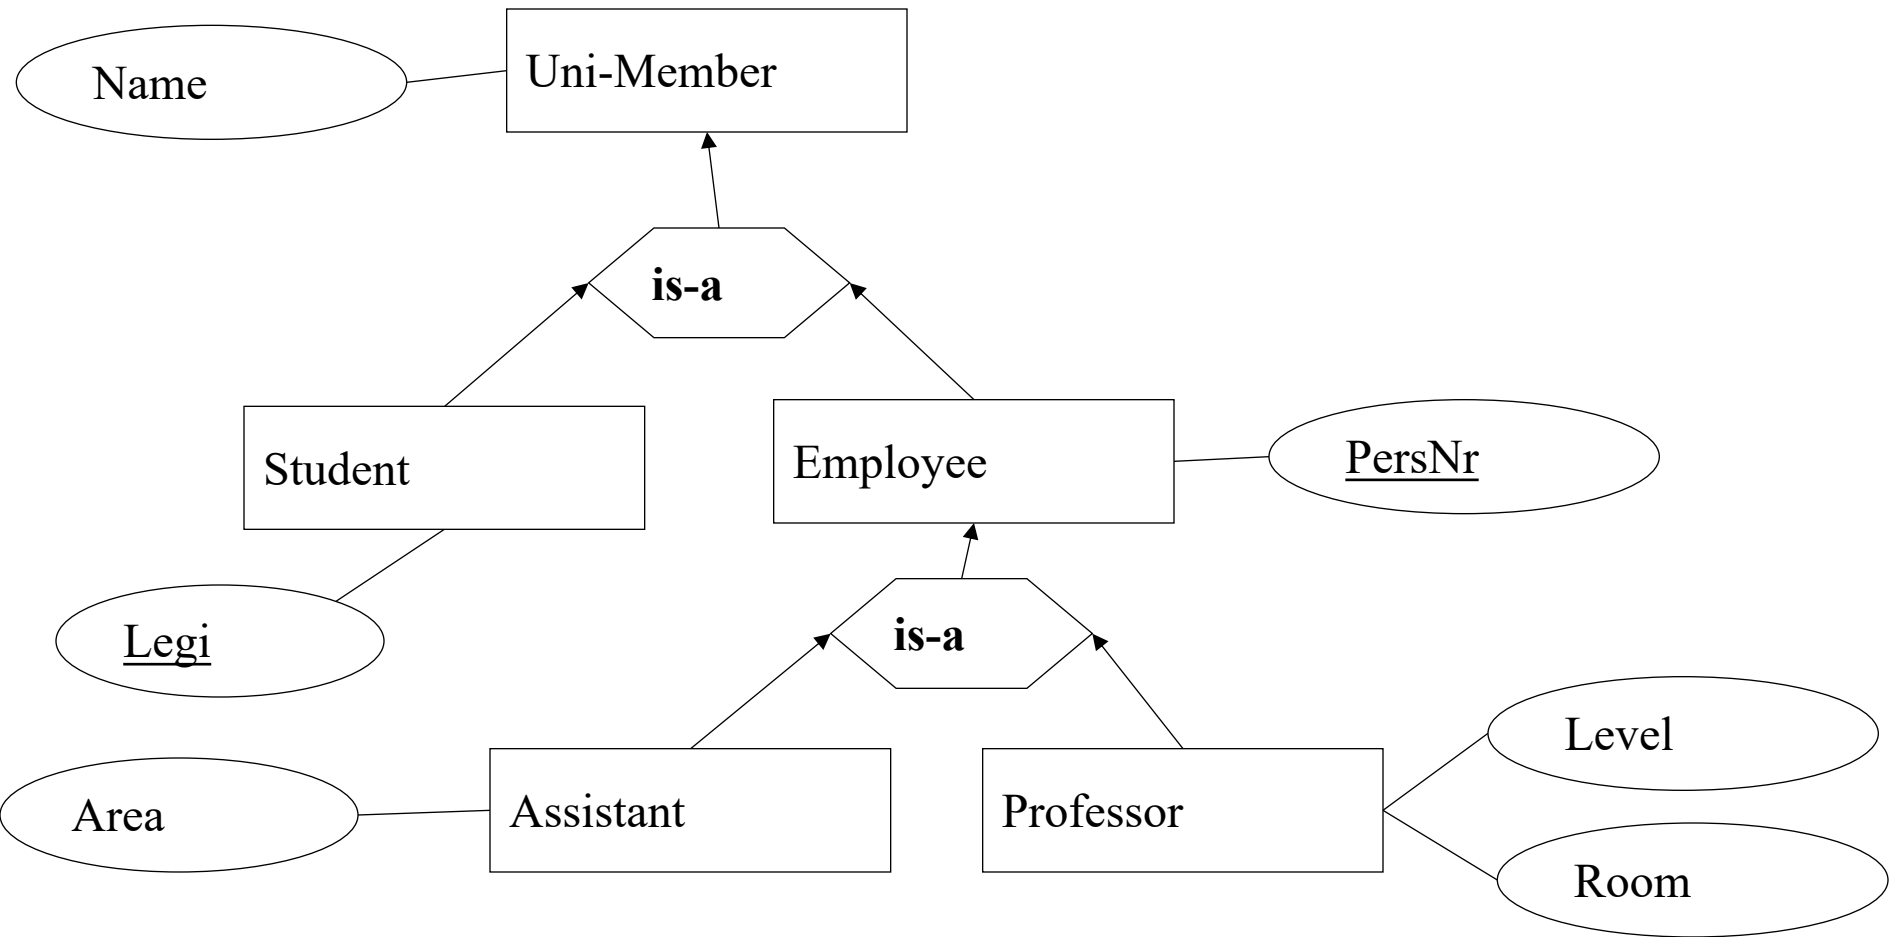 Name
Uni-Member
is-a
Student
Employee
PersNr
Legi
is-a
Area
Assistant
Professor
Level
Room